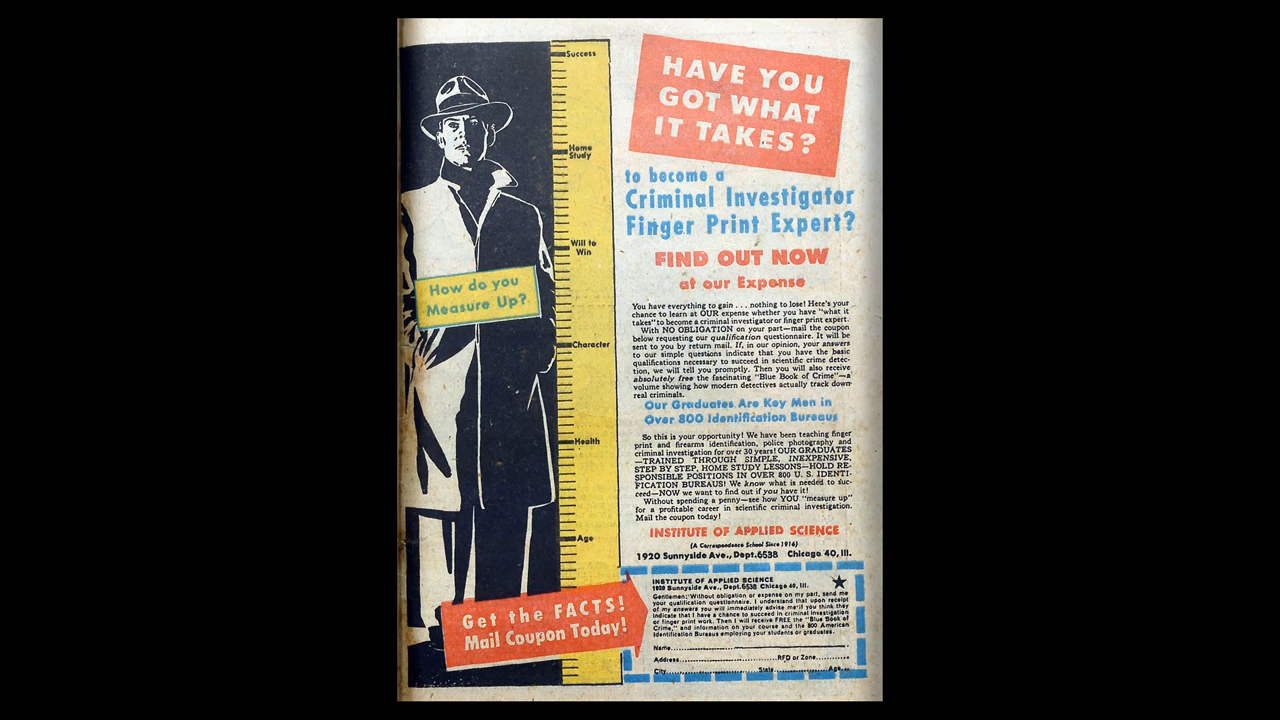 Success
Home
Study
Will to
Win
Character
Health
Age
How do you
Measure Up?
Get the FACTS!
Mail Coupon Today!
HAVE YOU
GOT WHAT
IT TAKES?
to become a
Criminal Investigator
Finger Print Expert?
FIND OUT NOW
at our Expense
You have everything to gain . . . nothing to lose! Here's your
chance to learn at OUR expense whether you have "what it
takes" to become a criminal investigator or finger print expert.
With NO OBLIGATION on your part—mail the coupon
below requesting our qualification questionnaire. It will be
sent to you by return mail. If, in our opinion, your answers
to our simple questions indicate that you have the basic
qualifications necessary to succeed in scientific crime detec-
tion, we will tell you promptly. Then you will also receive
absolutely free the fascinating "Blue Book of Crime"—a
volume showing how modern detectives actually track down
real criminals.
Our Graduates Are Key Men in
Over 800 Identification Bureaus
So this is your opportunity! We have been teaching finger
print and firearms identification, police photography and
criminal investigation for over 30 years! OUR GRADUATES
—TRAINED THROUGH SIMPLE, INEXPENSIVE,
STEP BY STEP, HOME STUDY LESSONS—HOLD RE-
SPONSIBLE POSITIONS IN OVER 800 U. S. IDENTI-
FICATION BUREAUS! We know what is needed to suc-
ceed—NOW we want to find out if you have it!
Without spending a penny—see how YOU "measure up"
for a profitable career in scientific criminal investigation.
Mail the coupon today!
INSTITUTE OF APPLIED SCIENCE
(A Correspondence School Since 1916)
1920 Sunnyside Ave., Dept. 6538 Chicago 40, Ill.
INSTITUTE OF APPLIED SCIENCE
1920 Sunnyside Ave., Dept. 6538 Chicago 40, Ill.
Gentlemen: Without obligation or expense on my part, send me
your qualification questionnaire. I understand that upon receipt
of my answers you will immediately advise me if you think they
indicate that I have a chance to succeed in criminal investigation
or finger print work. Then I will receive FREE the "Blue Book of
Crime," and information on your course and the 800 American
Identification Bureaus employing your students or graduates.
Name
Address RFD or Zone
City State Age